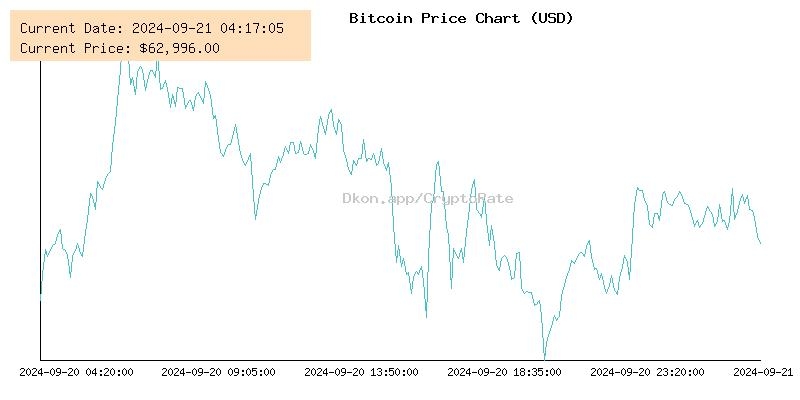 Bitcoin Price Chart (USD)
Current Date: 2024-09-21 04:17:05
Current Price: $62,996.00
Dkon.app/CryptoRate
2024-09-20 04:20:00 2024-09-20 09:05:00 2024-09-20 13:50:00 2024-09-20 18:35:00 2024-09-20 23:20:00 2024-09-21